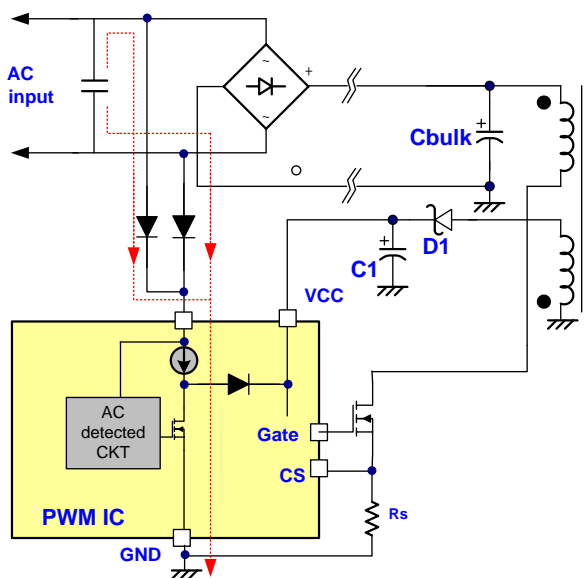 AC
input
~
+
~
+
Cbulk
D1
+
C1
VCC
AC
detected
CKT
Gate
CS
PWM IC
Rs
GND